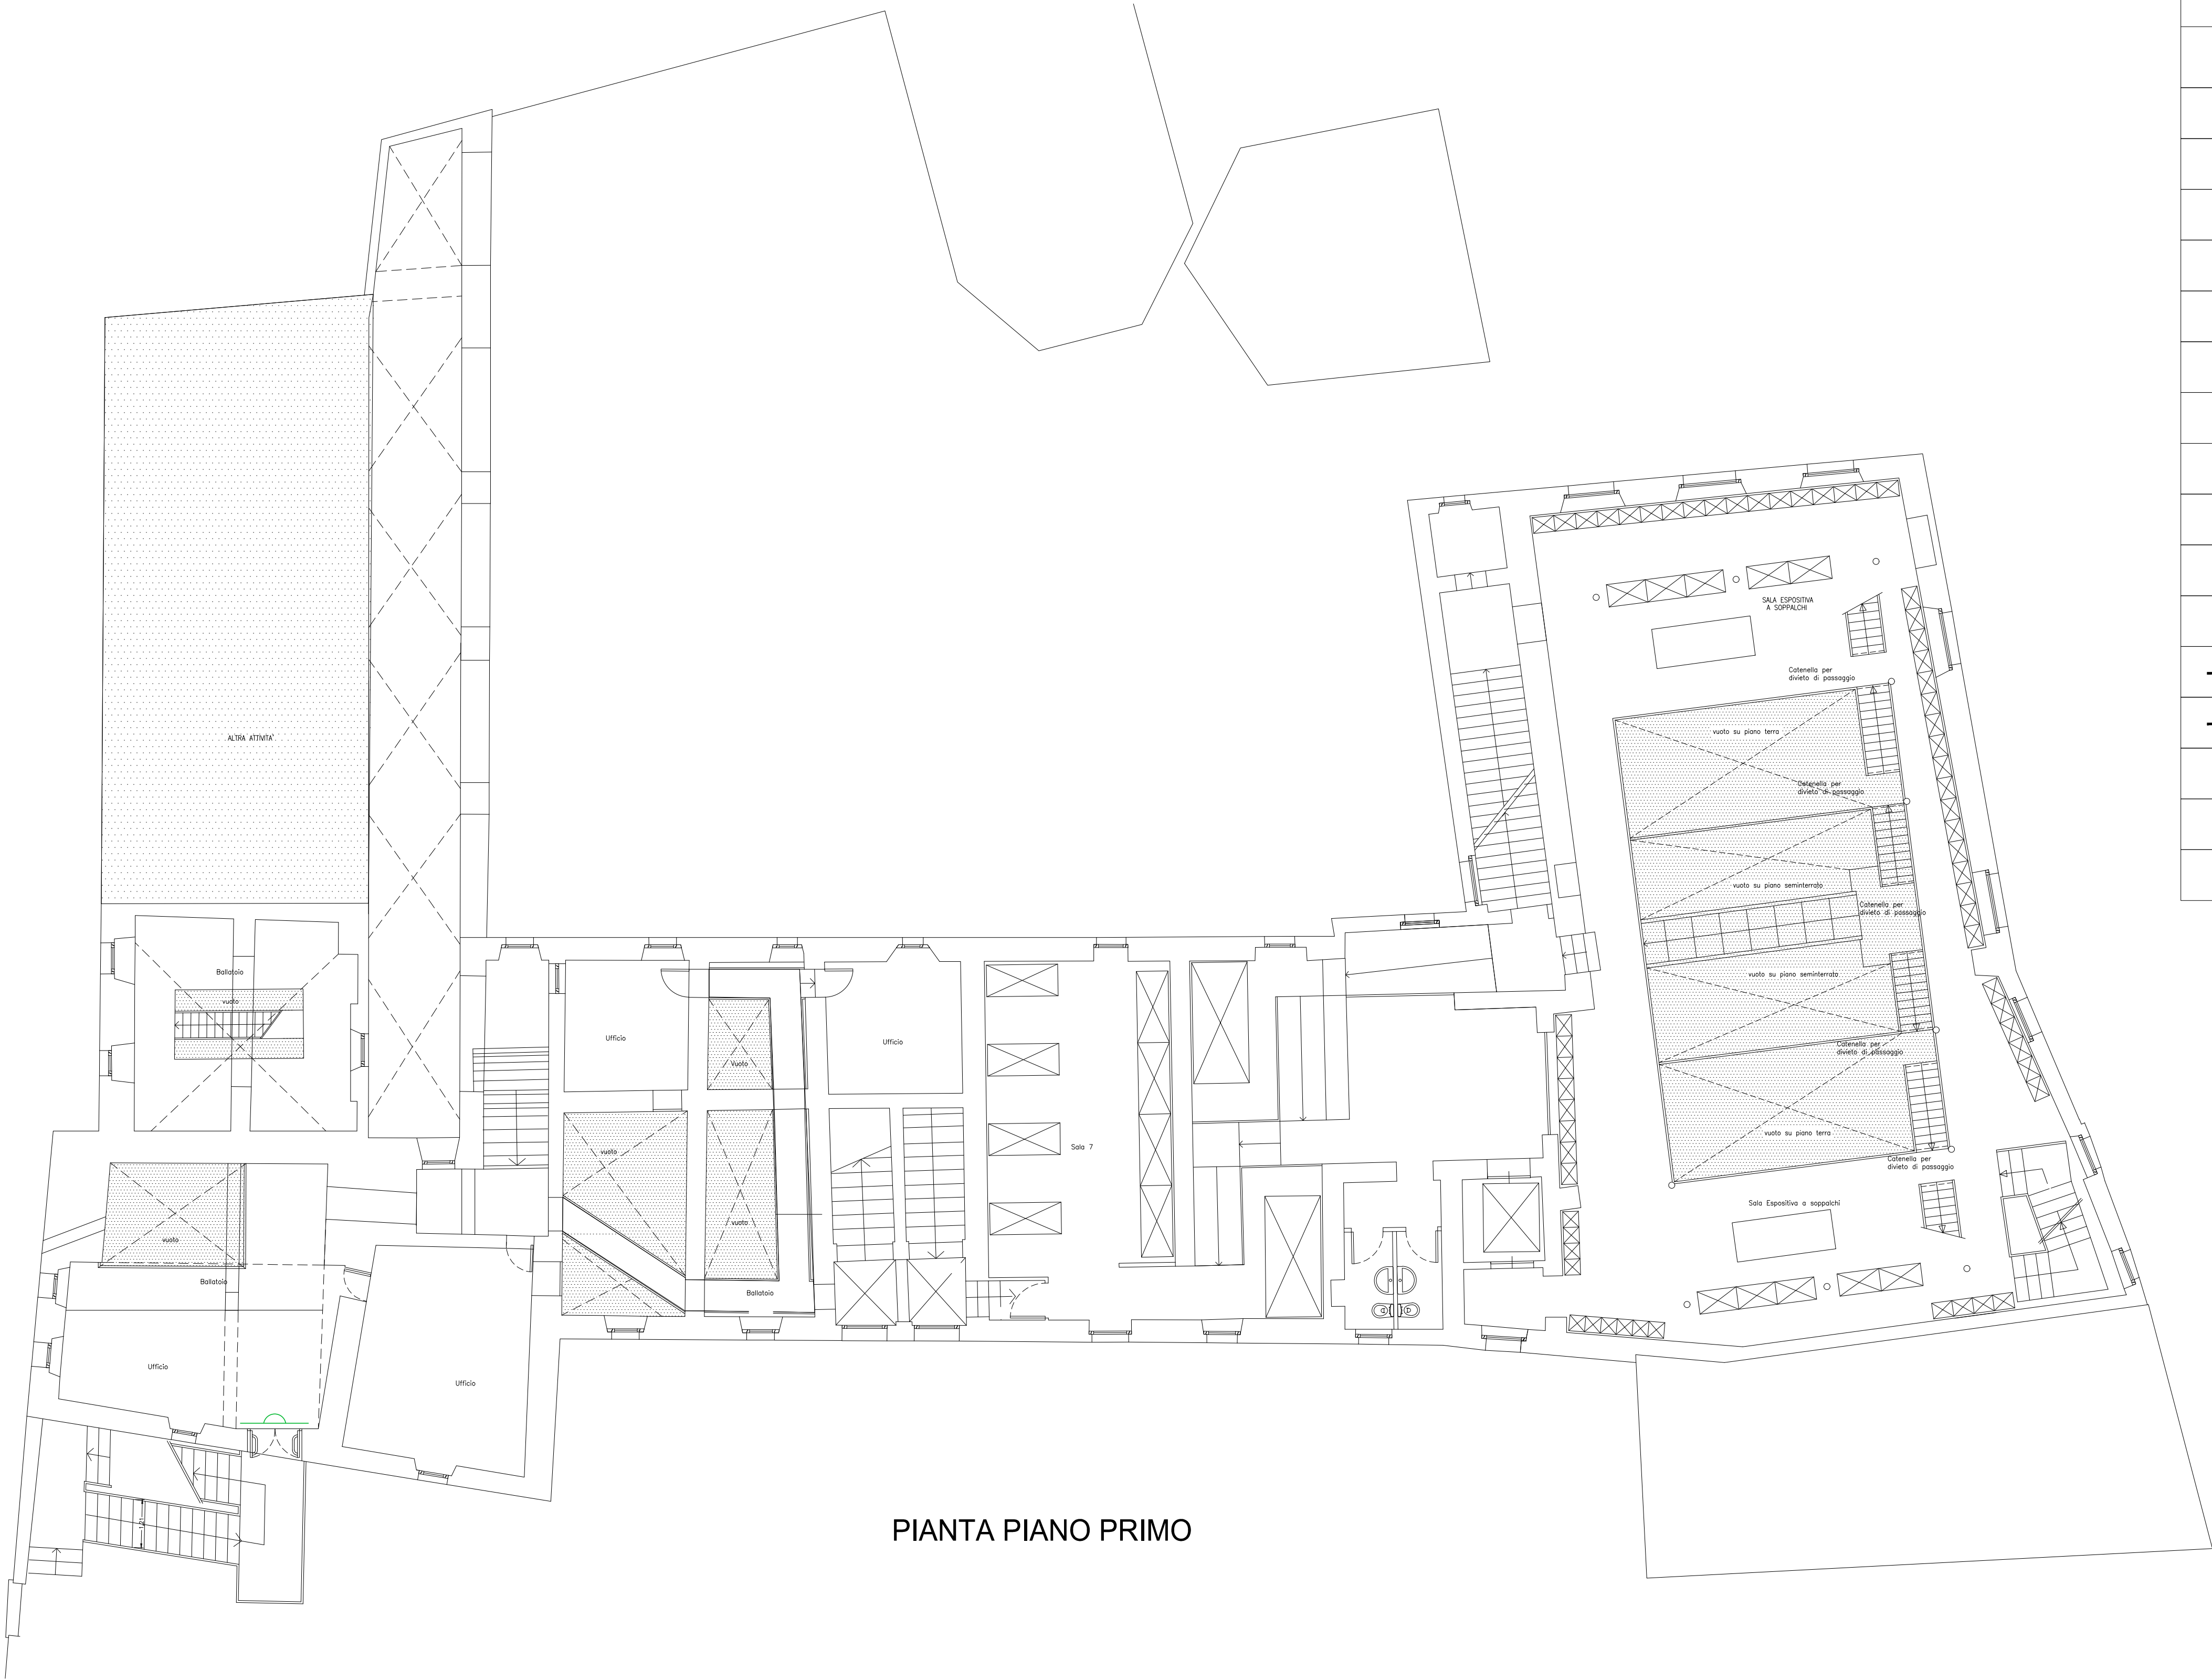 SALA ESPOSITIVA
A SOPPALCHI
Catenella per
divieto di passaggio
vuoto su piano terra
ALTRA ATTIVITA'
Catenella per
divieto di passaggio
vuoto su piano seminterrato
Catenella per
divieto di passaggio
Ballatoio
vuoto
vuoto su piano seminterrato
Ufficio
Vuoto
Ufficio
Catenella per
divieto di passaggio
vuoto
Sala 7
vuoto su piano terra
Catenella per
divieto di passaggio
vuoto
vuoto
Sala Espositiva a soppalchi
Ballatoio
Ballatoio
Ufficio
Ufficio
1.21
PIANTA PIANO PRIMO